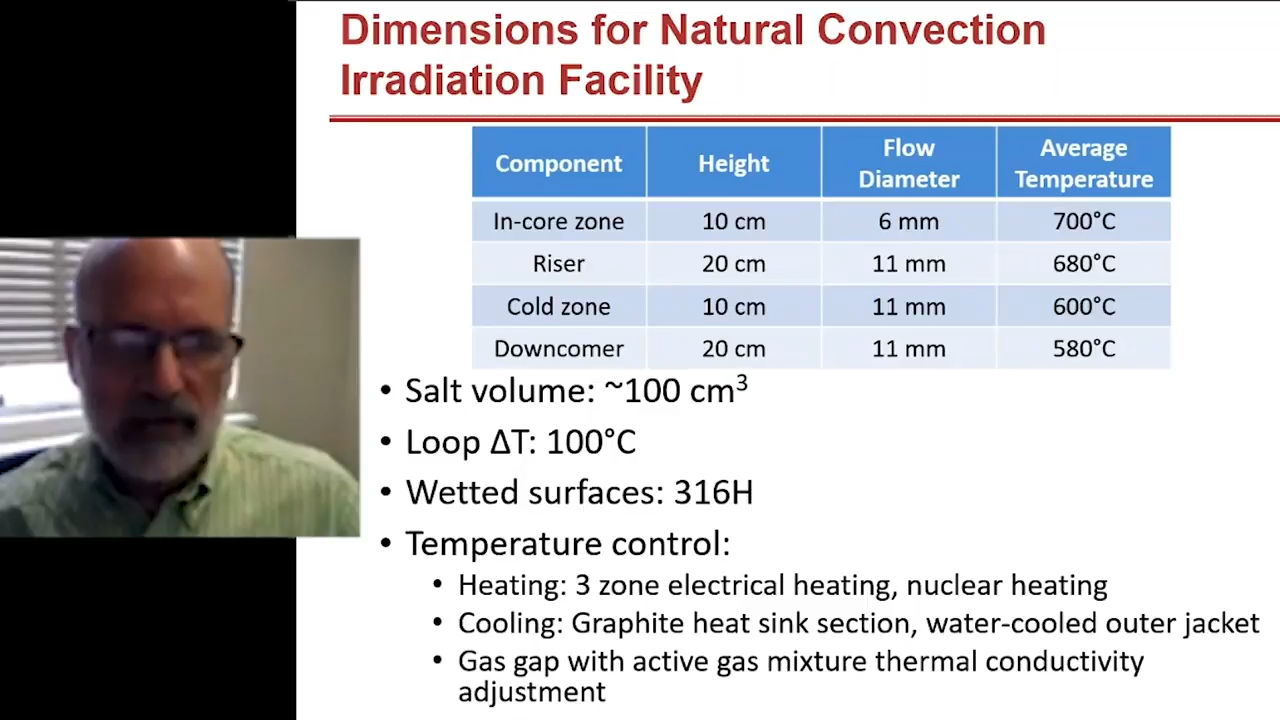 Dimensions for Natural Convection
Irradiation Facility
Component Height Flow Diameter Average Temperature
In-core zone 10 cm 6 mm 700°C
Riser 20 cm 11 mm 680°C
Cold zone 10 cm 11 mm 600°C
Downcomer 20 cm 11 mm 580°C
• Salt volume: ~100 cm³
• Loop ΔT: 100°C
• Wetted surfaces: 316H
• Temperature control:
• Heating: 3 zone electrical heating, nuclear heating
• Cooling: Graphite heat sink section, water-cooled outer jacket
• Gas gap with active gas mixture thermal conductivity
adjustment